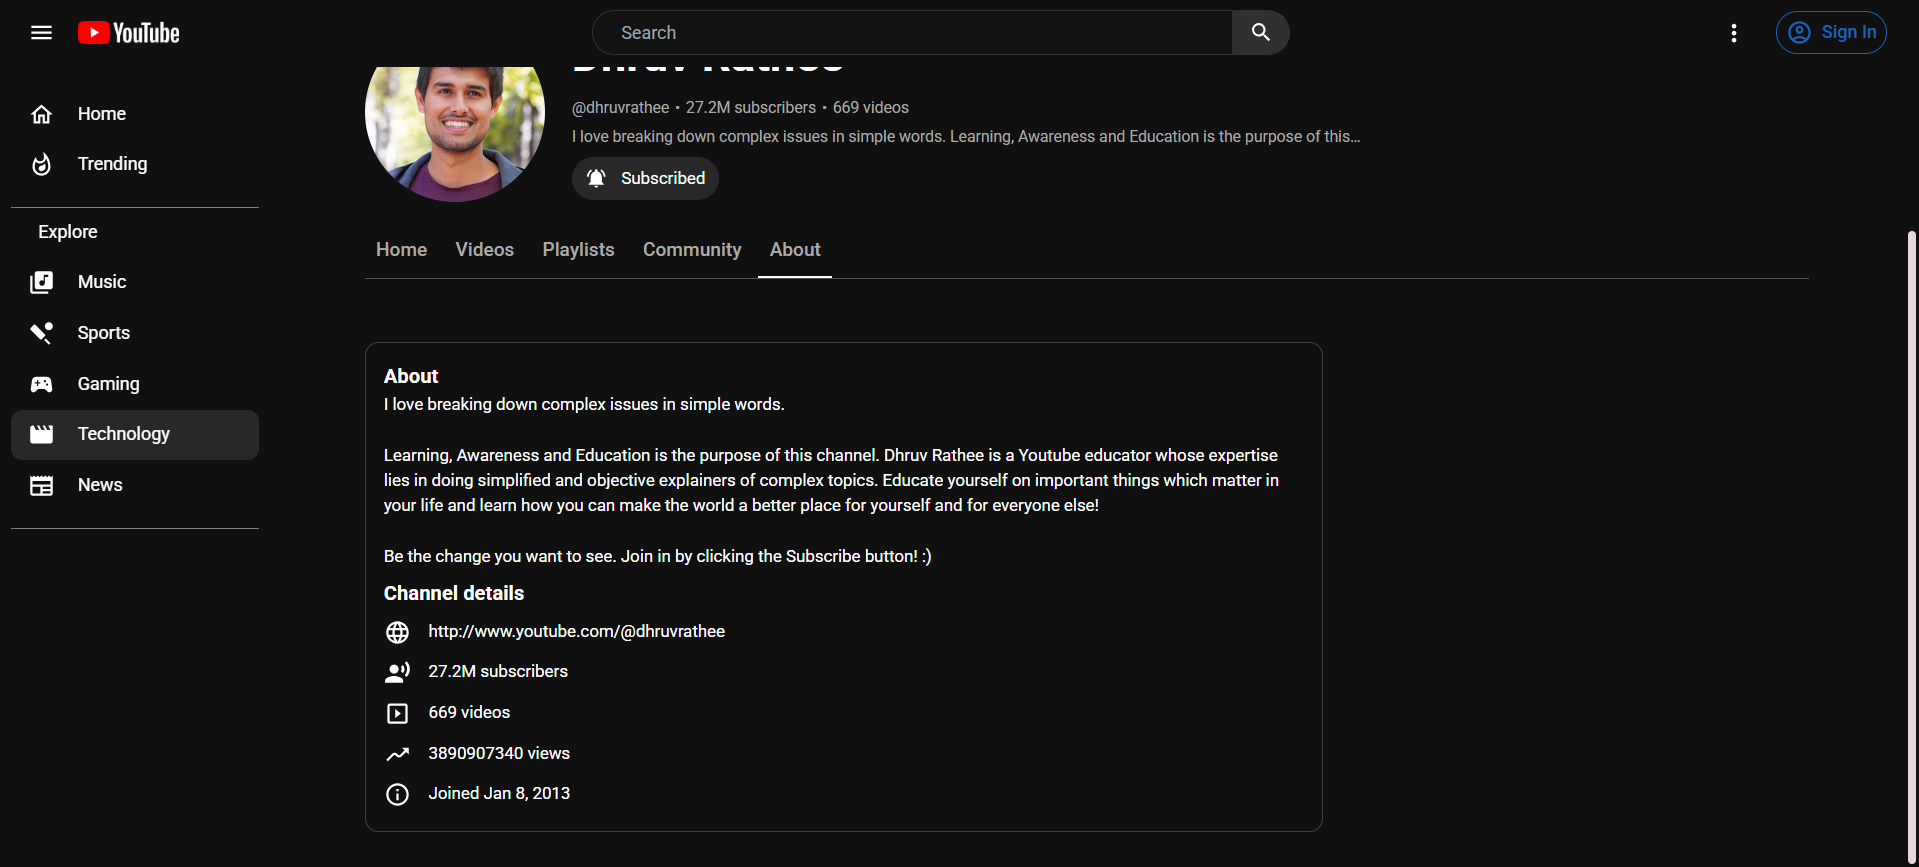 YouTube
Search
Sign In
Home
Trending
Explore
Music
Sports
Gaming
Technology
News
Dhruv Rathee
@dhruvrathee • 27.2M subscribers • 669 videos
I love breaking down complex issues in simple words. Learning, Awareness and Education is the purpose of this...
Subscribed
Home Videos Playlists Community About
About
I love breaking down complex issues in simple words.
Learning, Awareness and Education is the purpose of this channel. Dhruv Rathee is a Youtube educator whose expertise
lies in doing simplified and objective explainers of complex topics. Educate yourself on important things which matter in
your life and learn how you can make the world a better place for yourself and for everyone else!
Be the change you want to see. Join in by clicking the Subscribe button! :)
Channel details
http://www.youtube.com/@dhruvrathee
27.2M subscribers
669 videos
3890907340 views
Joined Jan 8, 2013